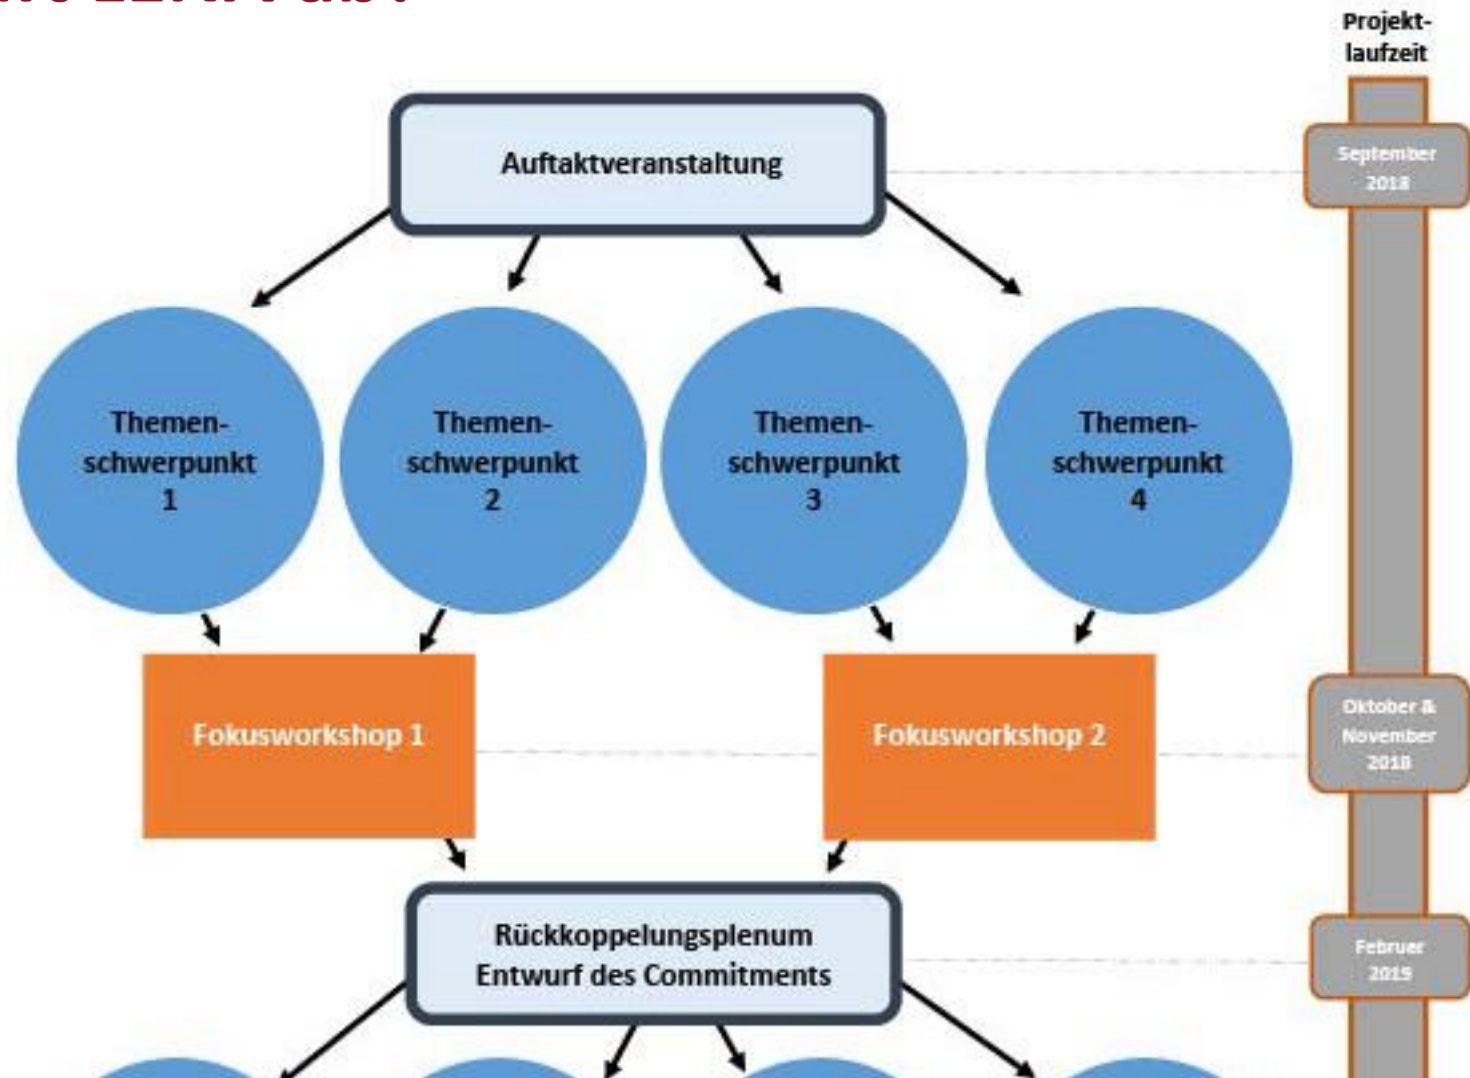 Projekt-
laufzeit
Auftaktveranstaltung
September
2018
Themen-
schwerpunkt
1
Themen-
schwerpunkt
2
Themen-
schwerpunkt
3
Themen-
schwerpunkt
4
Fokusworkshop 1
Fokusworkshop 2
Oktober &
November
2018
Rückkoppelungsplenum
Entwurf des Commitments
Februar
2019